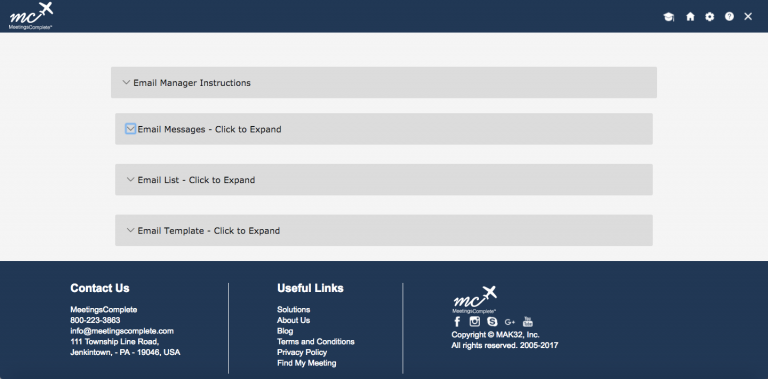 mc
MeetingsComplete®
Email Manager Instructions
Email Messages - Click to Expand
Email List - Click to Expand
Email Template - Click to Expand
Contact Us
MeetingsComplete
800-223-3863
info@meetingscomplete.com
111 Township Line Road,
Jenkintown, - PA - 19046, USA
Useful Links
Solutions
About Us
Blog
Terms and Conditions
Privacy Policy
Find My Meeting
mc
MeetingsComplete®
f G+ You Tube
Copyright © MAK32, Inc.
All rights reserved. 2005-2017